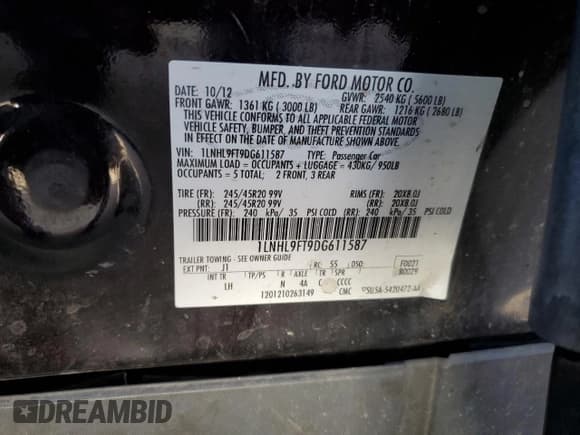 MFD. BY FORD MOTOR CO.
DATE: 10/12 GVWR: 2540 KG ( 5600 LB)
FRONT GAWR: 1361 KG ( 3000 LB) REAR GAWR: 1216 KG ( 2680 LB)
THIS VEHICLE CONFORMS TO ALL APPLICABLE FEDERAL MOTOR
VEHICLE SAFETY, BUMPER, AND THEFT PREVENTION STANDARDS
IN EFFECT ON THE DATE OF MANUFACTURE SHOWN ABOVE.
VIN: 1LNHL9FT9DG611587 TYPE: Passenger Car
MAXIMUM LOAD = OCCUPANTS + LUGGAGE = 430KG/ 950LB
OCCUPANTS = 5 TOTAL; 2 FRONT, 3 REAR
TIRE (FR): 245/45R20 99V RIMS (FR): 20X8.0J
(RR): 245/45R20 99V (RR): 20X8.0J
PRESSURE (FR): 240 kPa/ 35 PSI COLD (RR): 240 kPa/ 35 PSI COLD
1LNHL9FT9DG611587
TRAILER TOWING - SEE OWNER GUIDE
EXT PNT: J1 RC: 55 DSO: F0021
B0029
INT TR TP/PS R AXLE TR SPR
LH N 4A C CCCC
1201210263149 CMC
DREAMBID